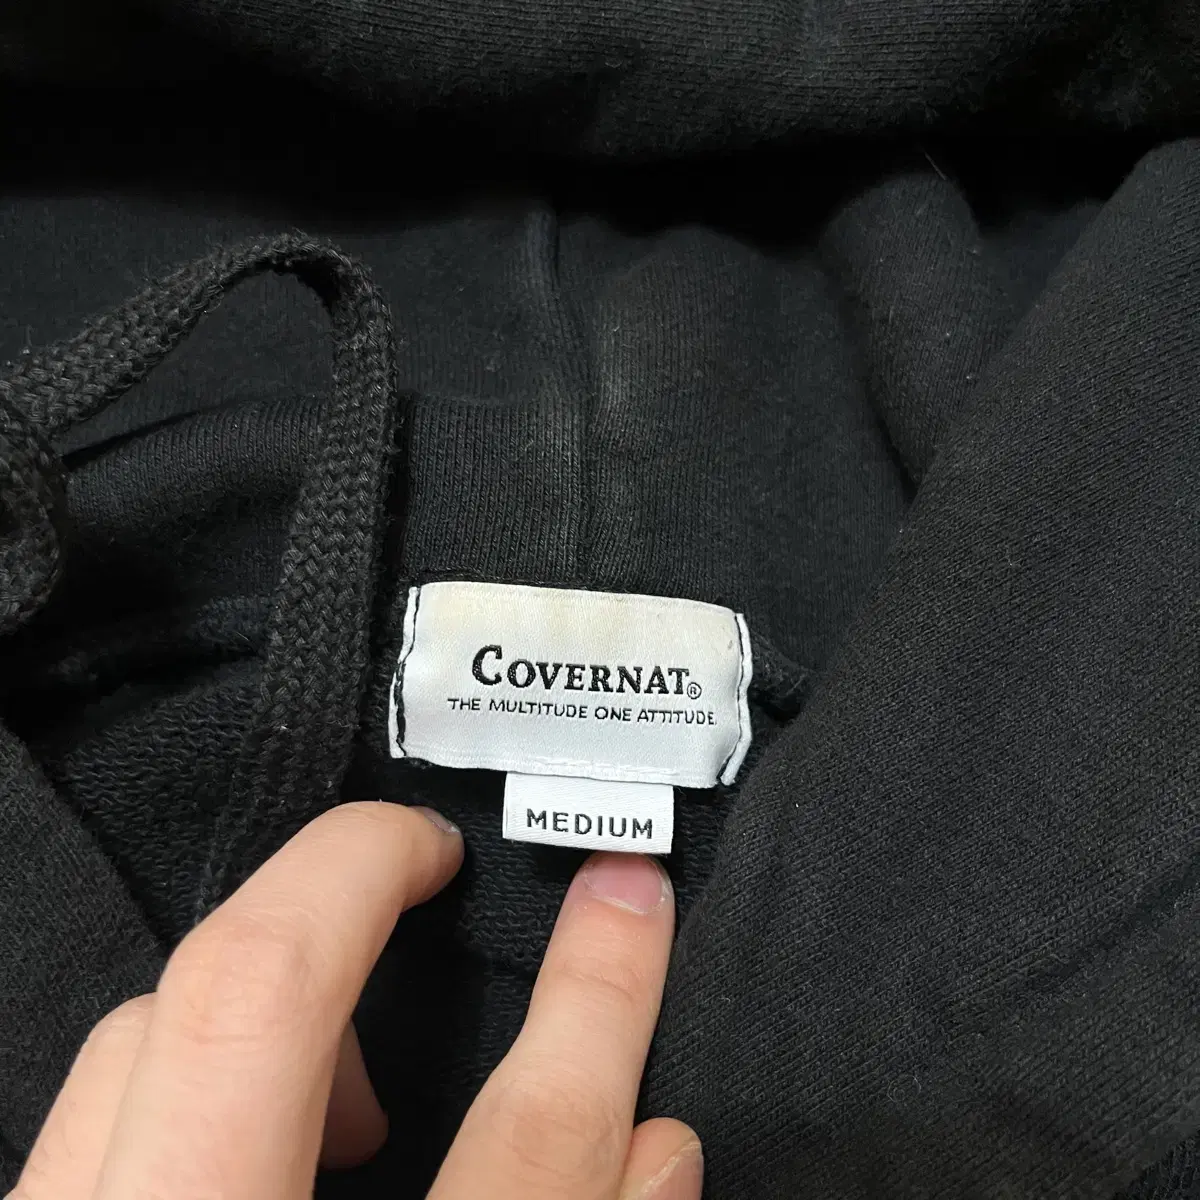 COVERNAT®
THE MULTITUDE ONE ATTITUDE.
MEDIUM